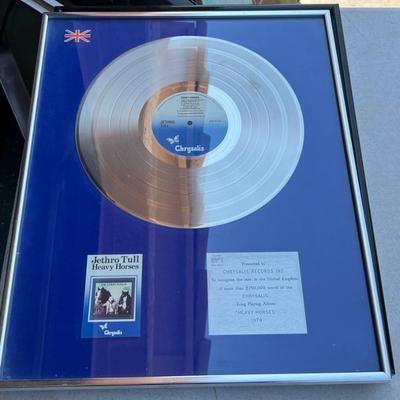 JETHRO
TULL
Chrysalis
Jethro Tull
Heavy Horses
Chrysalis
Presented to
CHRYSALIS RECORDS INC
To recognise the sale in the United Kingdom
of more than £150,000 worth of the
CHRYSALIS
Long Playing Album
"HEAVY HORSES"
1978